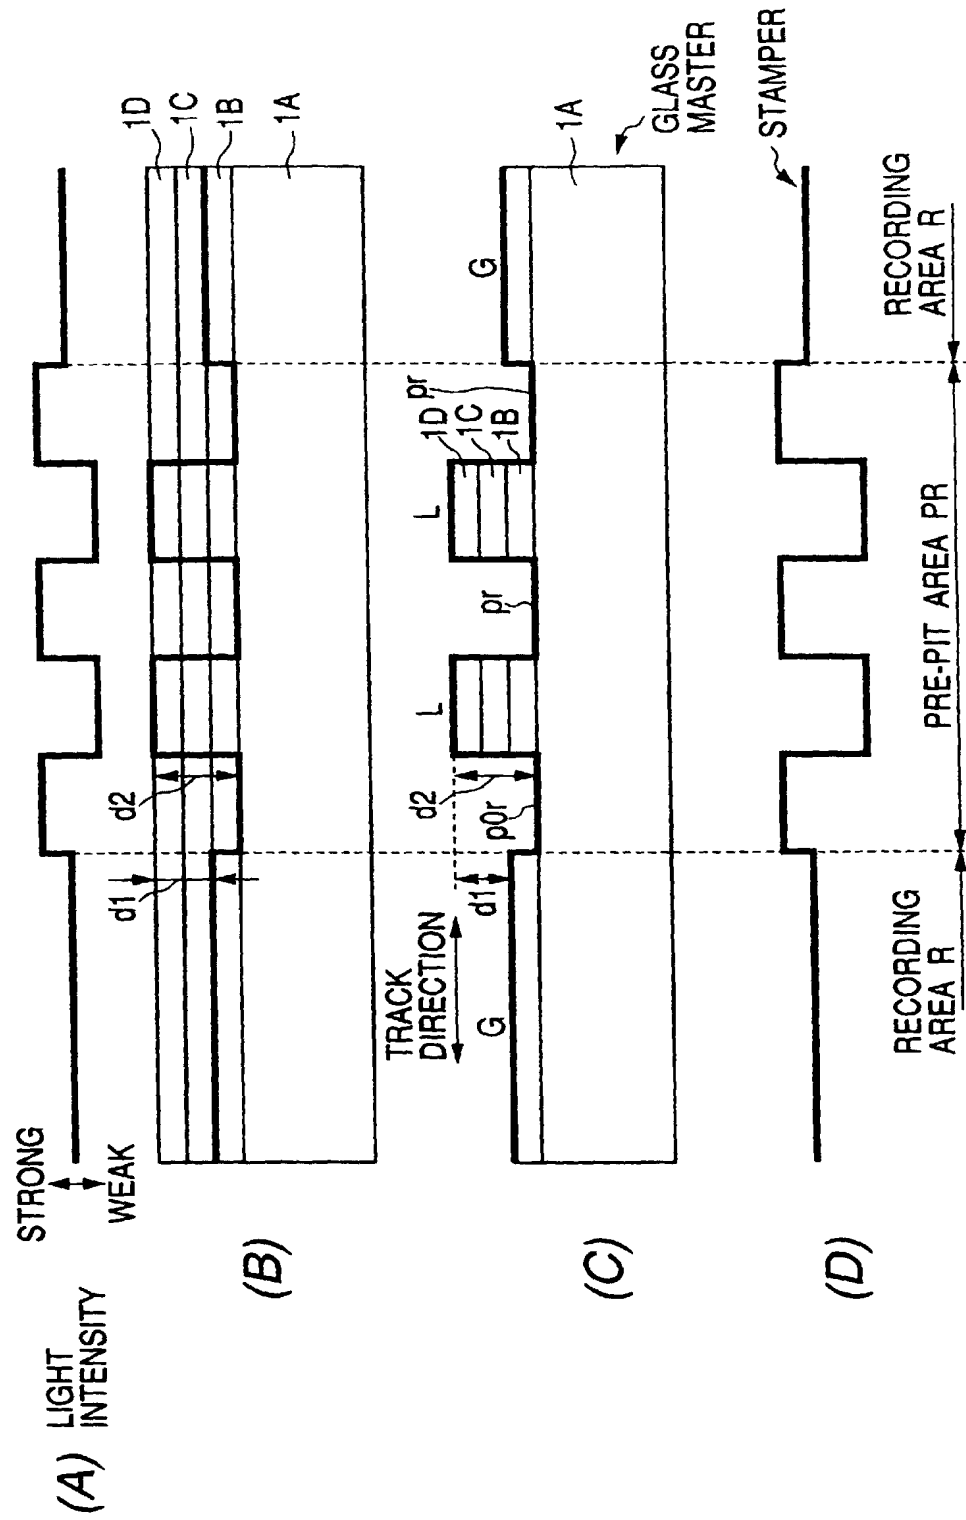 (A) LIGHT
INTENSITY
STRONG
WEAK
(B)
d1
d2
1D
1C
1B
1A
(C)
TRACK
DIRECTION
G
d1
d2
p0r
L
pr
L
1D
1C
1B
pr
G
1A
GLASS
MASTER
(D)
STAMPER
RECORDING
AREA R
PRE-PIT AREA PR
RECORDING
AREA R